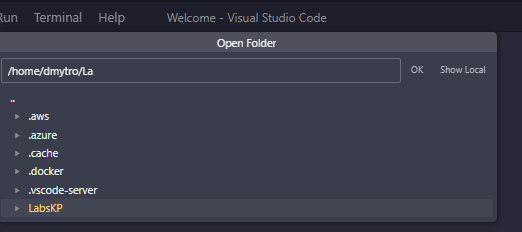 Run Terminal Help Welcome - Visual Studio Code
Open Folder
/home/dmytro/La OK Show Local
..
.aws
.azure
.cache
.docker
.vscode-server
LabsKP